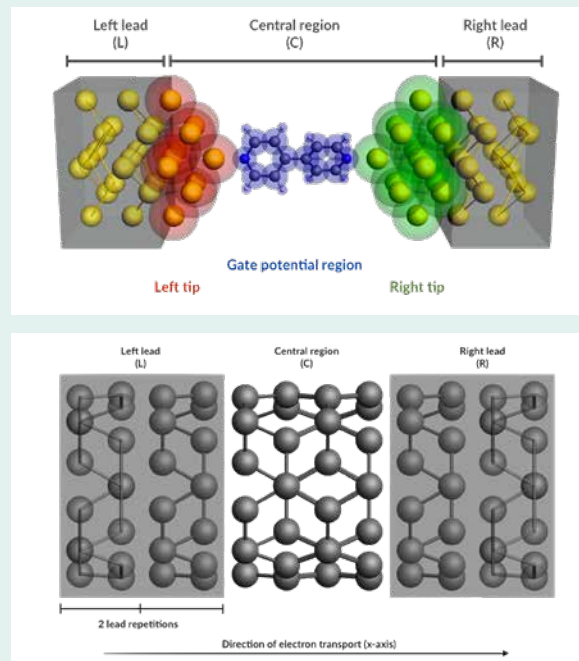 Left lead
(L)
Central region
(C)
Right lead
(R)
Gate potential region
Left tip
Right tip
Left lead
(L)
Central region
(C)
Right lead
(R)
2 lead repetitions
Direction of electron transport (x-axis)